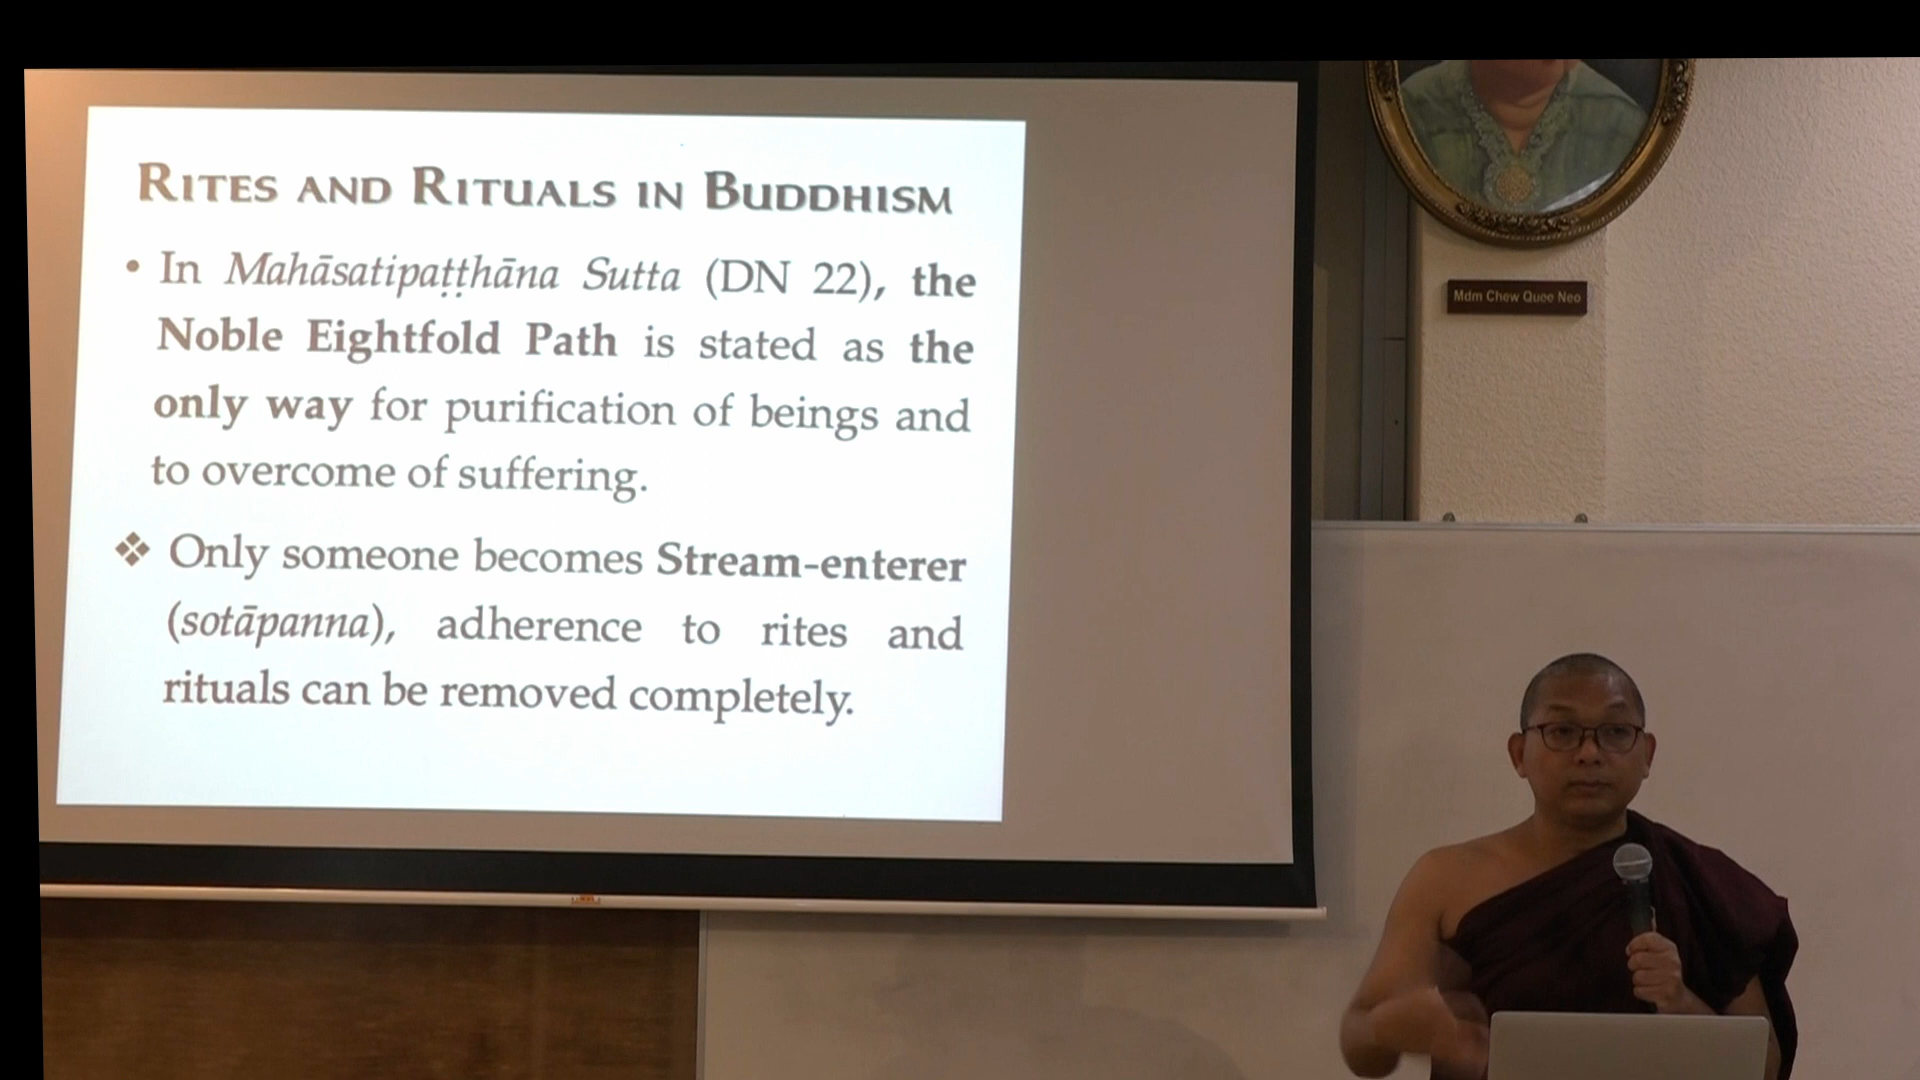 RITES AND RITUALS IN BUDDHISM
• In Mahāsatipaṭṭhāna Sutta (DN 22), the
Noble Eightfold Path is stated as the
only way for purification of beings and
to overcome of suffering.
❖ Only someone becomes Stream-enterer
(sotāpanna), adherence to rites and
rituals can be removed completely.
Mdm Chew Quee Neo